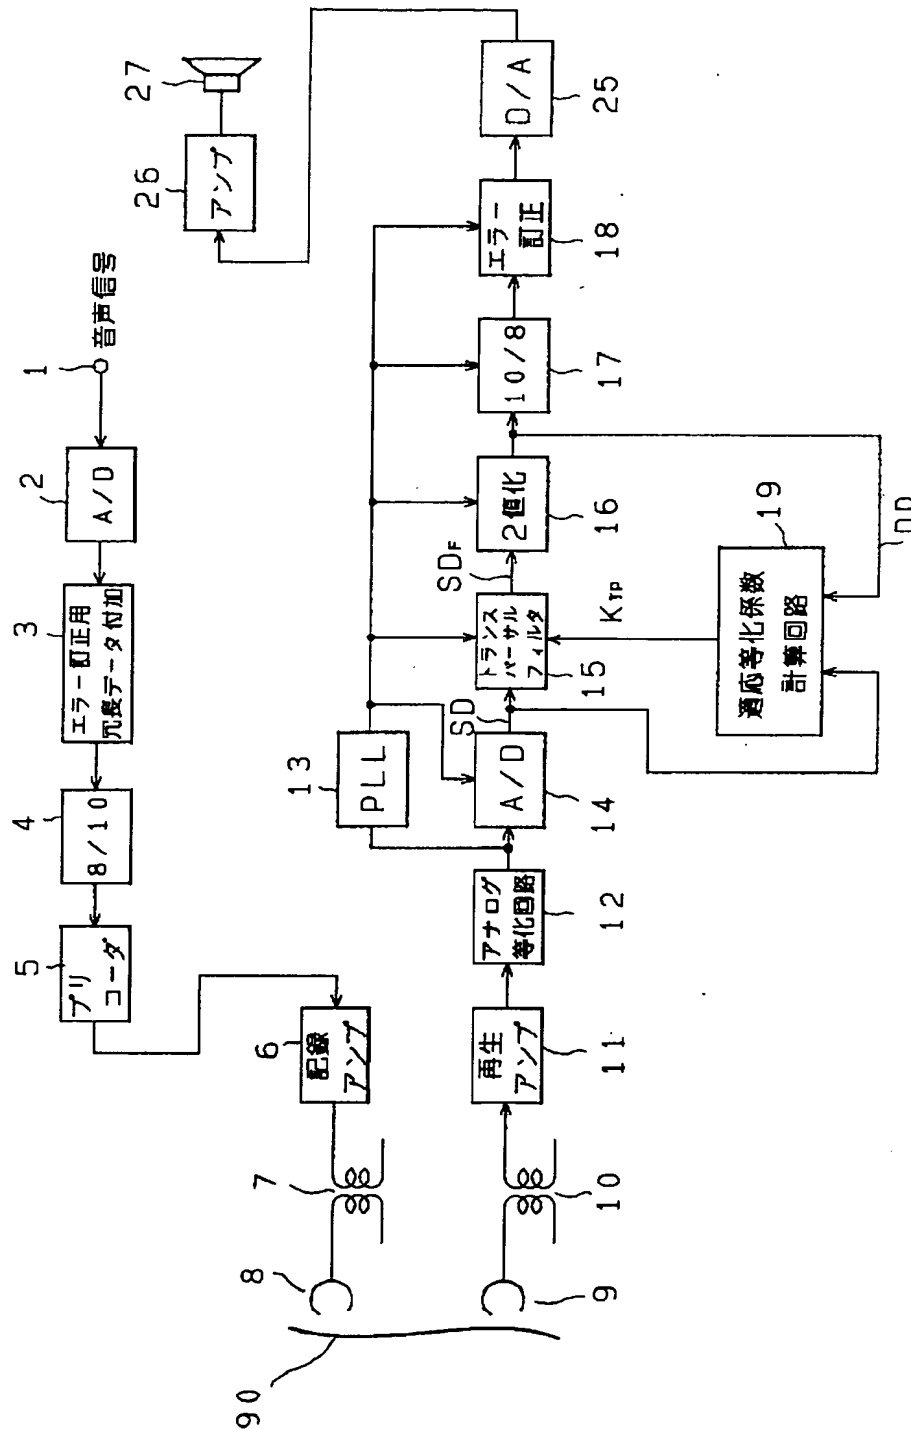 1
音声信号
2
A/D
3
エラー訂正用
冗長データ付加
4
8/10
5
プリ
コーダ
6
記録
アンプ
7
8
90
9
10
11
再生
アンプ
12
アナログ
等化回路
13
PLL
14
A/D
SD
15
トランス
バーサル
フィルタ
KTP
SDF
16
2値化
17
10/8
18
エラー
訂正
19
適応等化係数
計算回路
25
D/A
26
アンプ
27